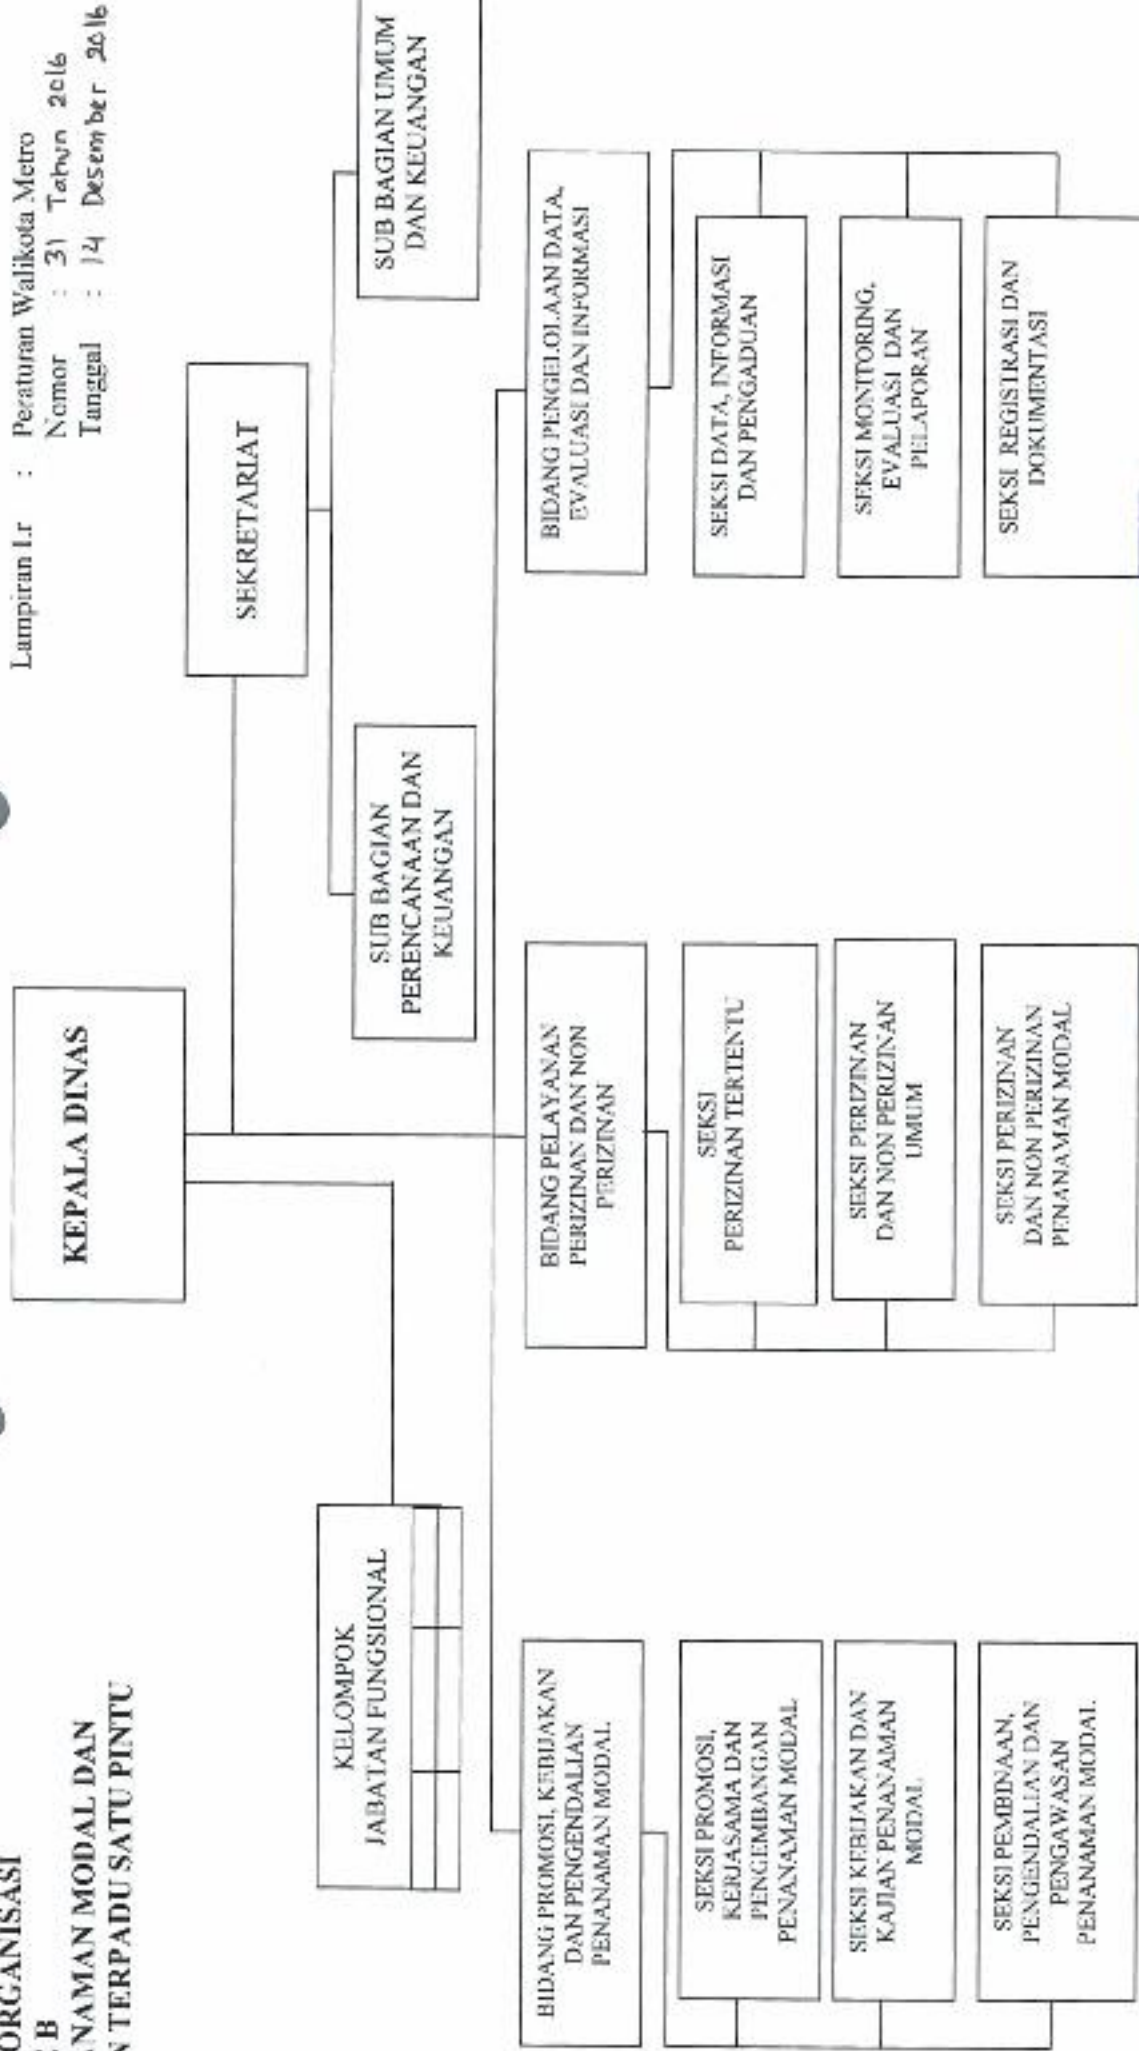 ORGANISASI
B
NAMAN MODAL DAN
TERPADU SATU PINTU
Lampiran I.r : Peraturan Walikota Metro
Nomor : 31 Tahun 2016
Tanggal : 14 Desember 2016
KEPALA DINAS
SEKRETARIAT
KELOMPOK
JABATAN FUNGSIONAL
SUB BAGIAN
PERENCANAAN DAN
KEUANGAN
SUB BAGIAN UMUM
DAN KEUANGAN
BIDANG PROMOSI, KEBIJAKAN
DAN PENGENDALIAN
PENANAMAN MODAL
SEKSI PROMOSI,
KERJASAMA DAN
PENGEMBANGAN
PENANAMAN MODAL
SEKSI KEBIJAKAN DAN
KAJIAN PENANAMAN
MODAL
SEKSI PEMBINAAN,
PENGENDALIAN DAN
PENGAWASAN
PENANAMAN MODAL
BIDANG PELAYANAN
PERIZINAN DAN NON
PERIZINAN
SEKSI
PERIZINAN TERTENTU
SEKSI PERIZINAN
DAN NON PERIZINAN
UMUM
SEKSI PERIZINAN
DAN NON PERIZINAN
PENANAMAN MODAL
BIDANG PENGELOLAAN DATA,
EVALUASI DAN INFORMASI
SEKSI DATA, INFORMASI
DAN PENGADUAN
SEKSI MONITORING,
EVALUASI DAN
PELAPORAN
SEKSI REGISTRASI DAN
DOKUMENTASI